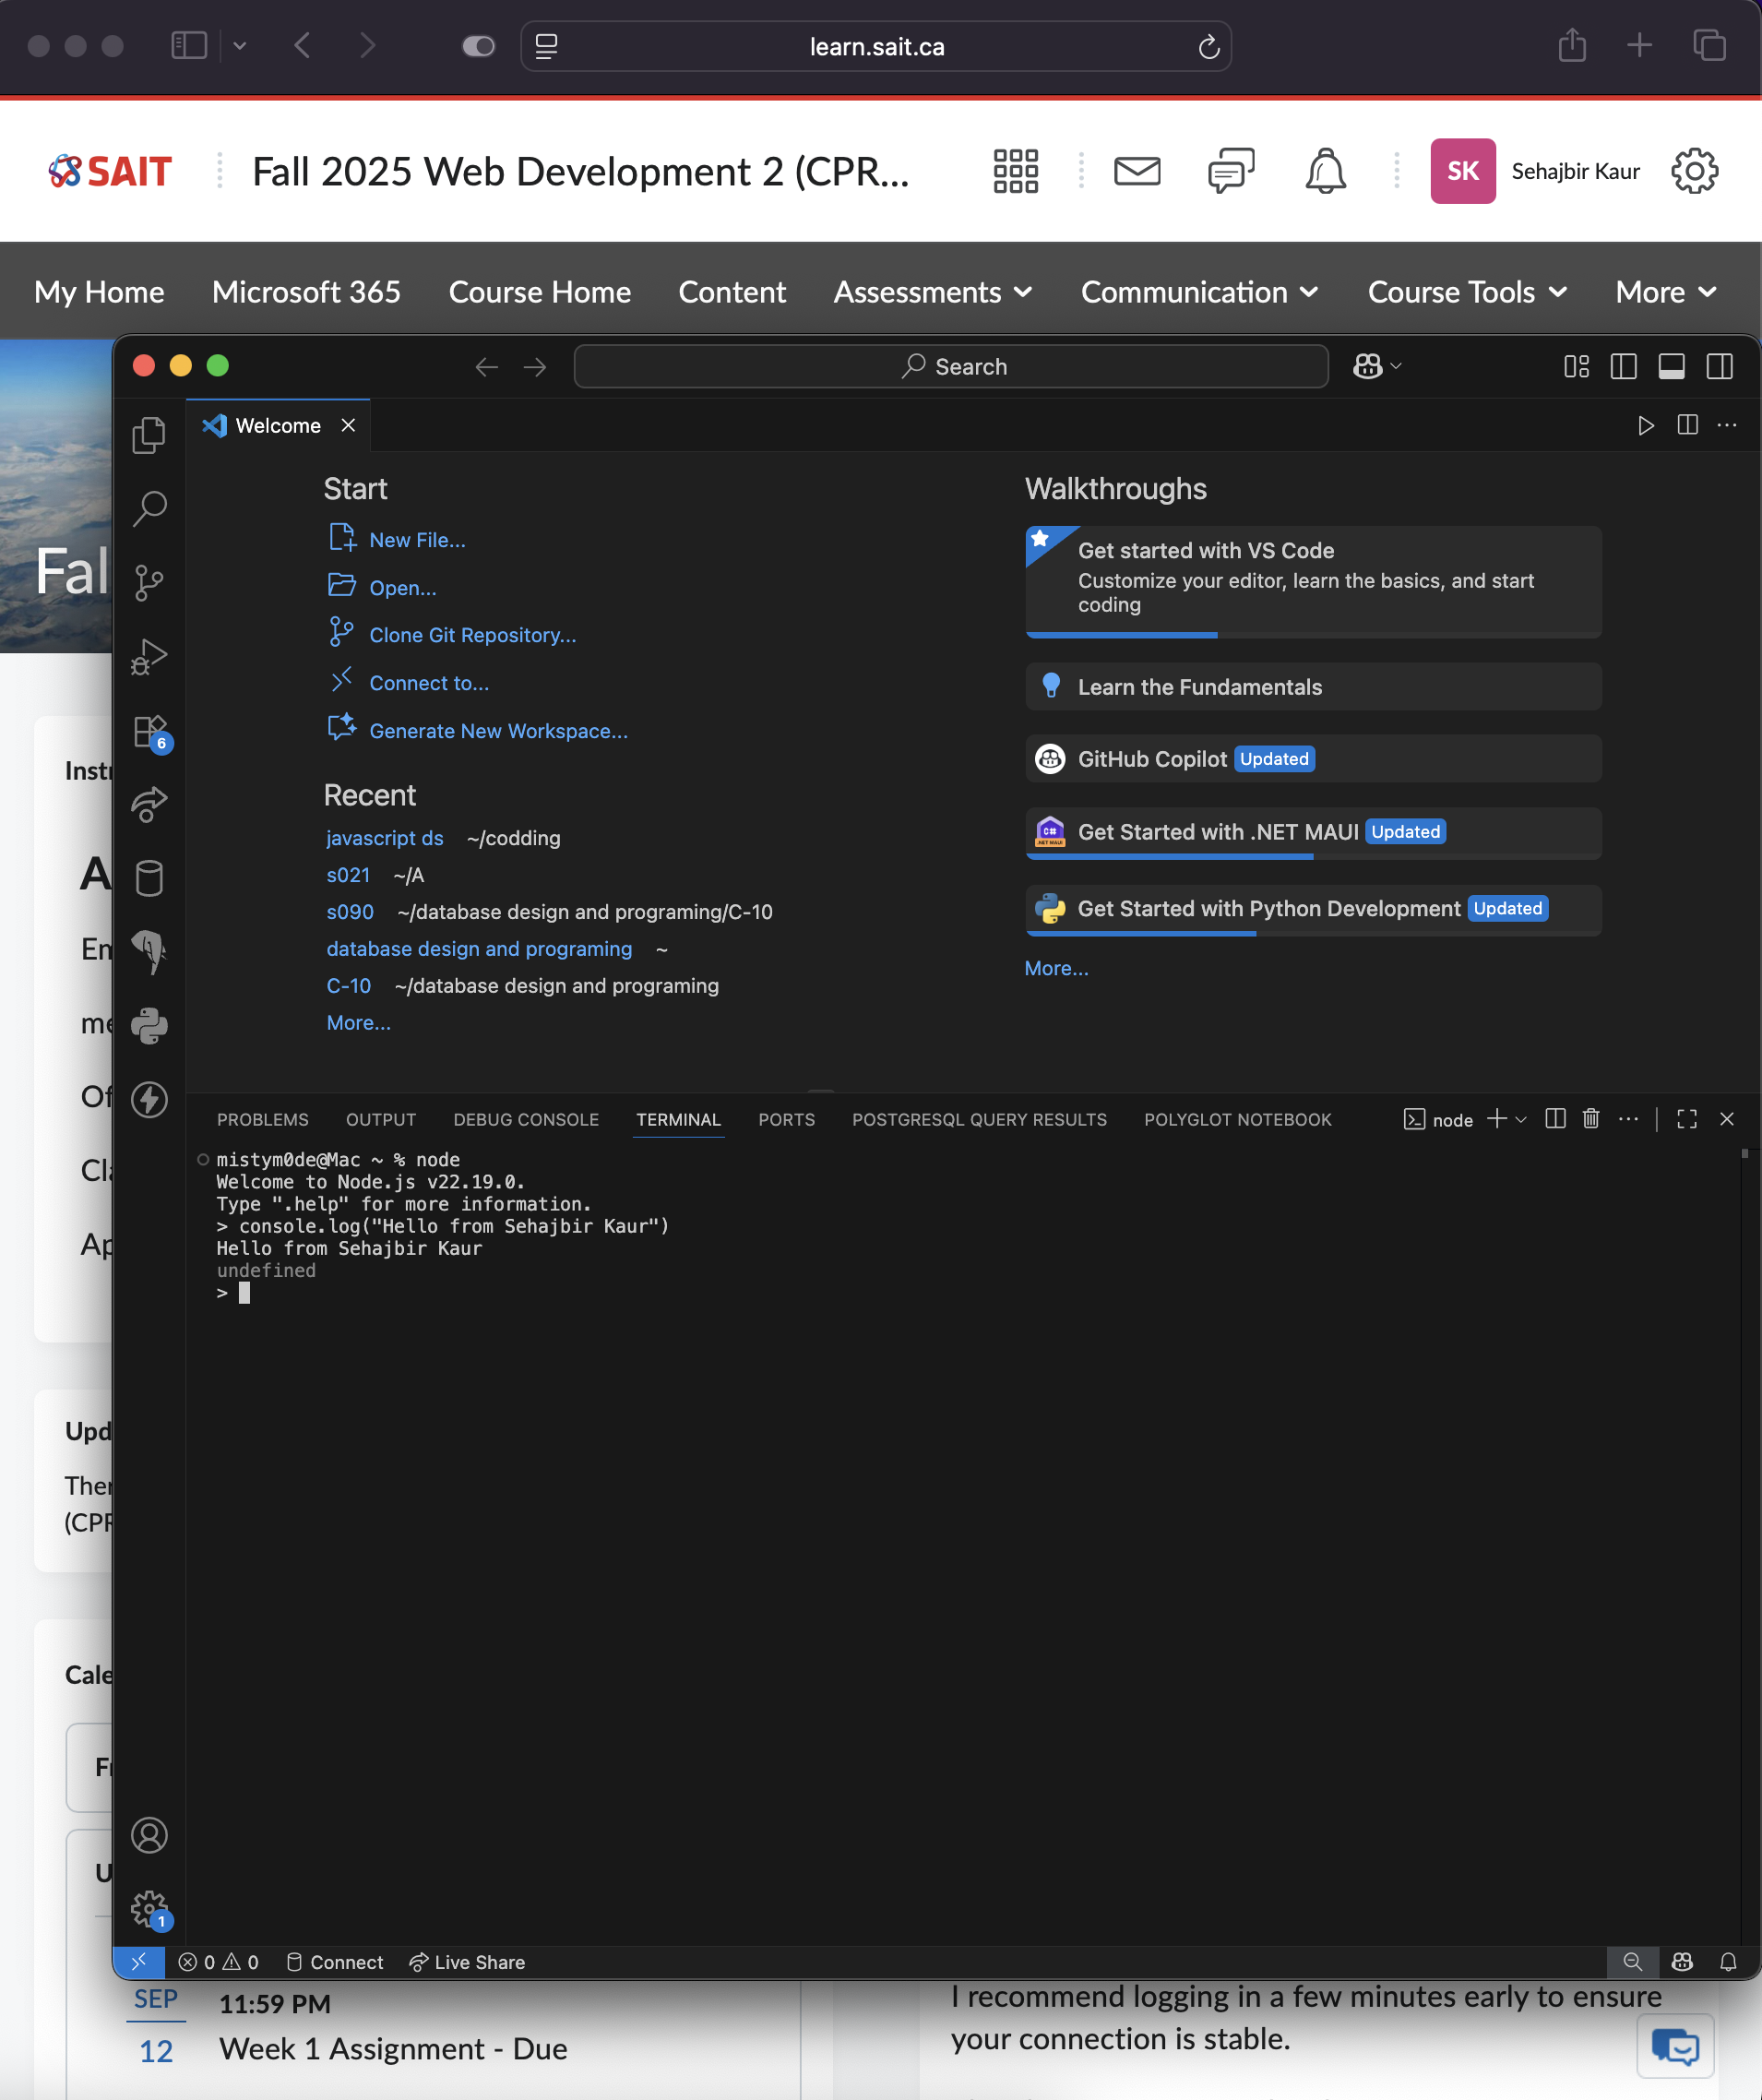 learn.sait.ca
SAIT
Fall 2025 Web Development 2 (CPR...
SK
Sehajbir Kaur
My Home Microsoft 365 Course Home Content Assessments Communication Course Tools More
Search
Welcome
Fal
Start
New File...
Open...
Clone Git Repository...
Connect to...
Generate New Workspace...
Recent
javascript ds ~/codding
s021 ~/A
s090 ~/database design and programing/C-10
database design and programing ~
C-10 ~/database design and programing
More...
Walkthroughs
Get started with VS Code
Customize your editor, learn the basics, and start
coding
Learn the Fundamentals
GitHub Copilot Updated
Get Started with .NET MAUI Updated
Get Started with Python Development Updated
More...
6
Inst
A
Em
me
Of
Cla
Ap
PROBLEMS OUTPUT DEBUG CONSOLE TERMINAL PORTS POSTGRESQL QUERY RESULTS POLYGLOT NOTEBOOK node
mistym0de@Mac ~ % node
Welcome to Node.js v22.19.0.
Type ".help" for more information.
> console.log("Hello from Sehajbir Kaur")
Hello from Sehajbir Kaur
undefined
>
Upd
Ther
(CPR
Cale
Fr
U
1
0 0 Connect Live Share
SEP
12
11:59 PM
Week 1 Assignment - Due
I recommend logging in a few minutes early to ensure
your connection is stable.